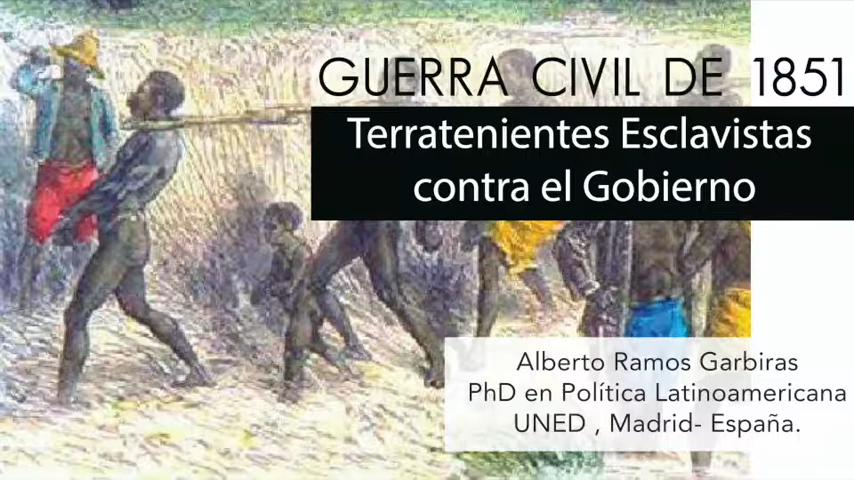 GUERRA CIVIL DE 1851
Terratenientes Esclavistas
contra el Gobierno
Alberto Ramos Garbiras
PhD en Política Latinoamericana
UNED , Madrid- España.